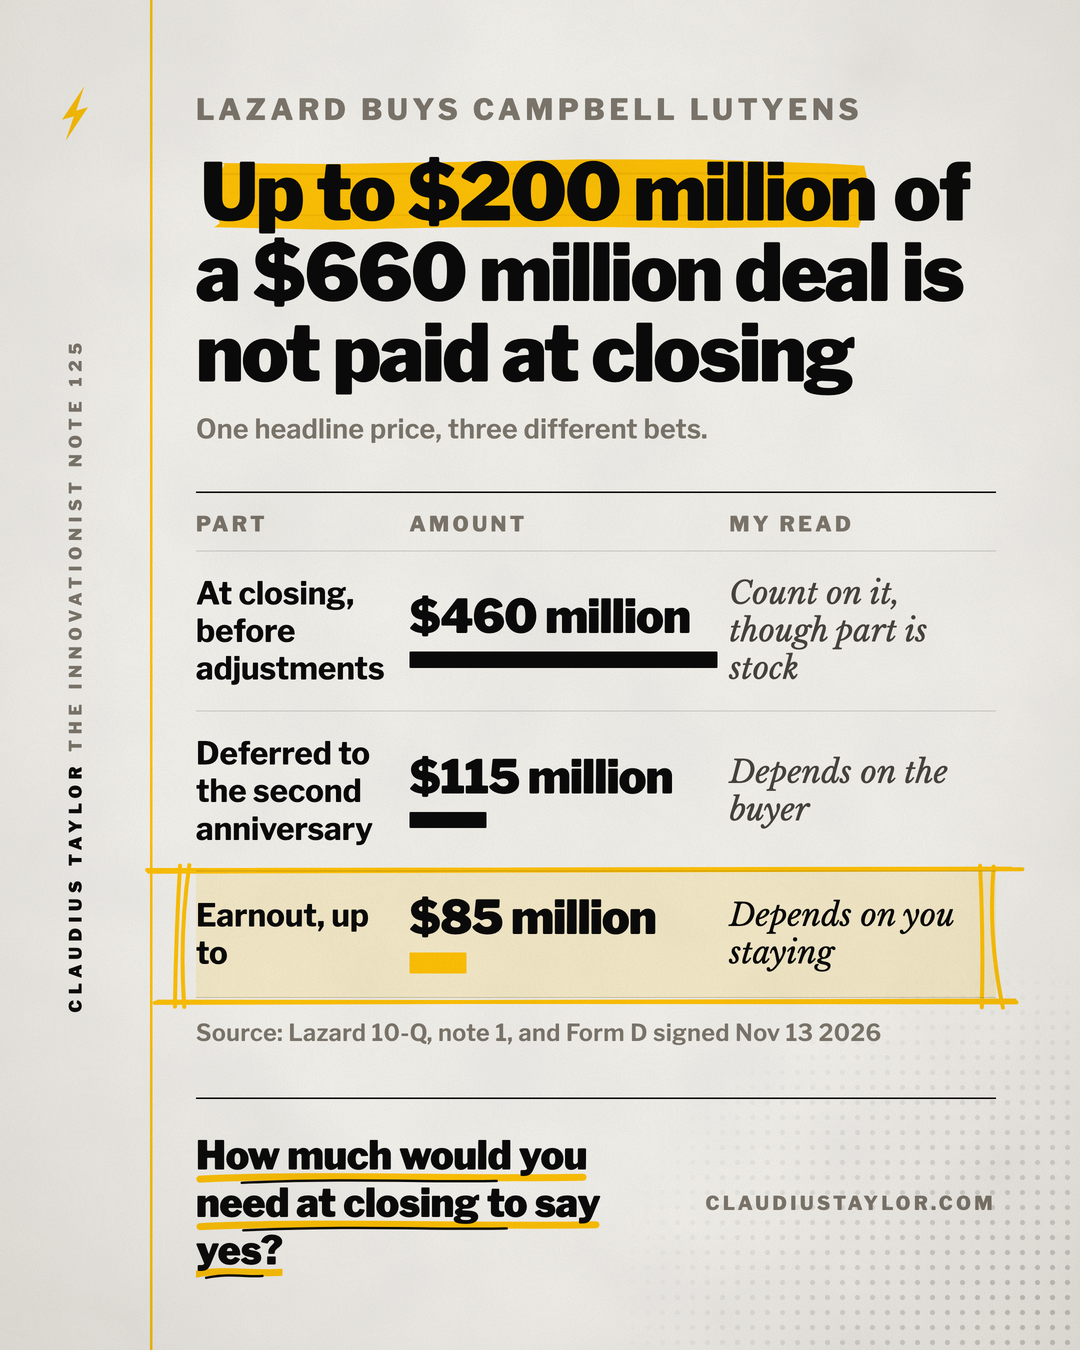 LAZARD BUYS CAMPBELL LUTYENS
Up to $200 million of
a $660 million deal is
not paid at closing
One headline price, three different bets.
PART AMOUNT MY READ
At closing,
before
adjustments
$460 million
Count on it,
though part is
stock
Deferred to
the second
anniversary
$115 million
Depends on the
buyer
Earnout, up
to
$85 million
Depends on you
staying
Source: Lazard 10-Q, note 1, and Form D signed Nov 13 2026
How much would you
need at closing to say
yes?
CLAUDIUSTAYLOR.COM
CLAUDIUS TAYLOR THE INNOVATIONIST NOTE 125